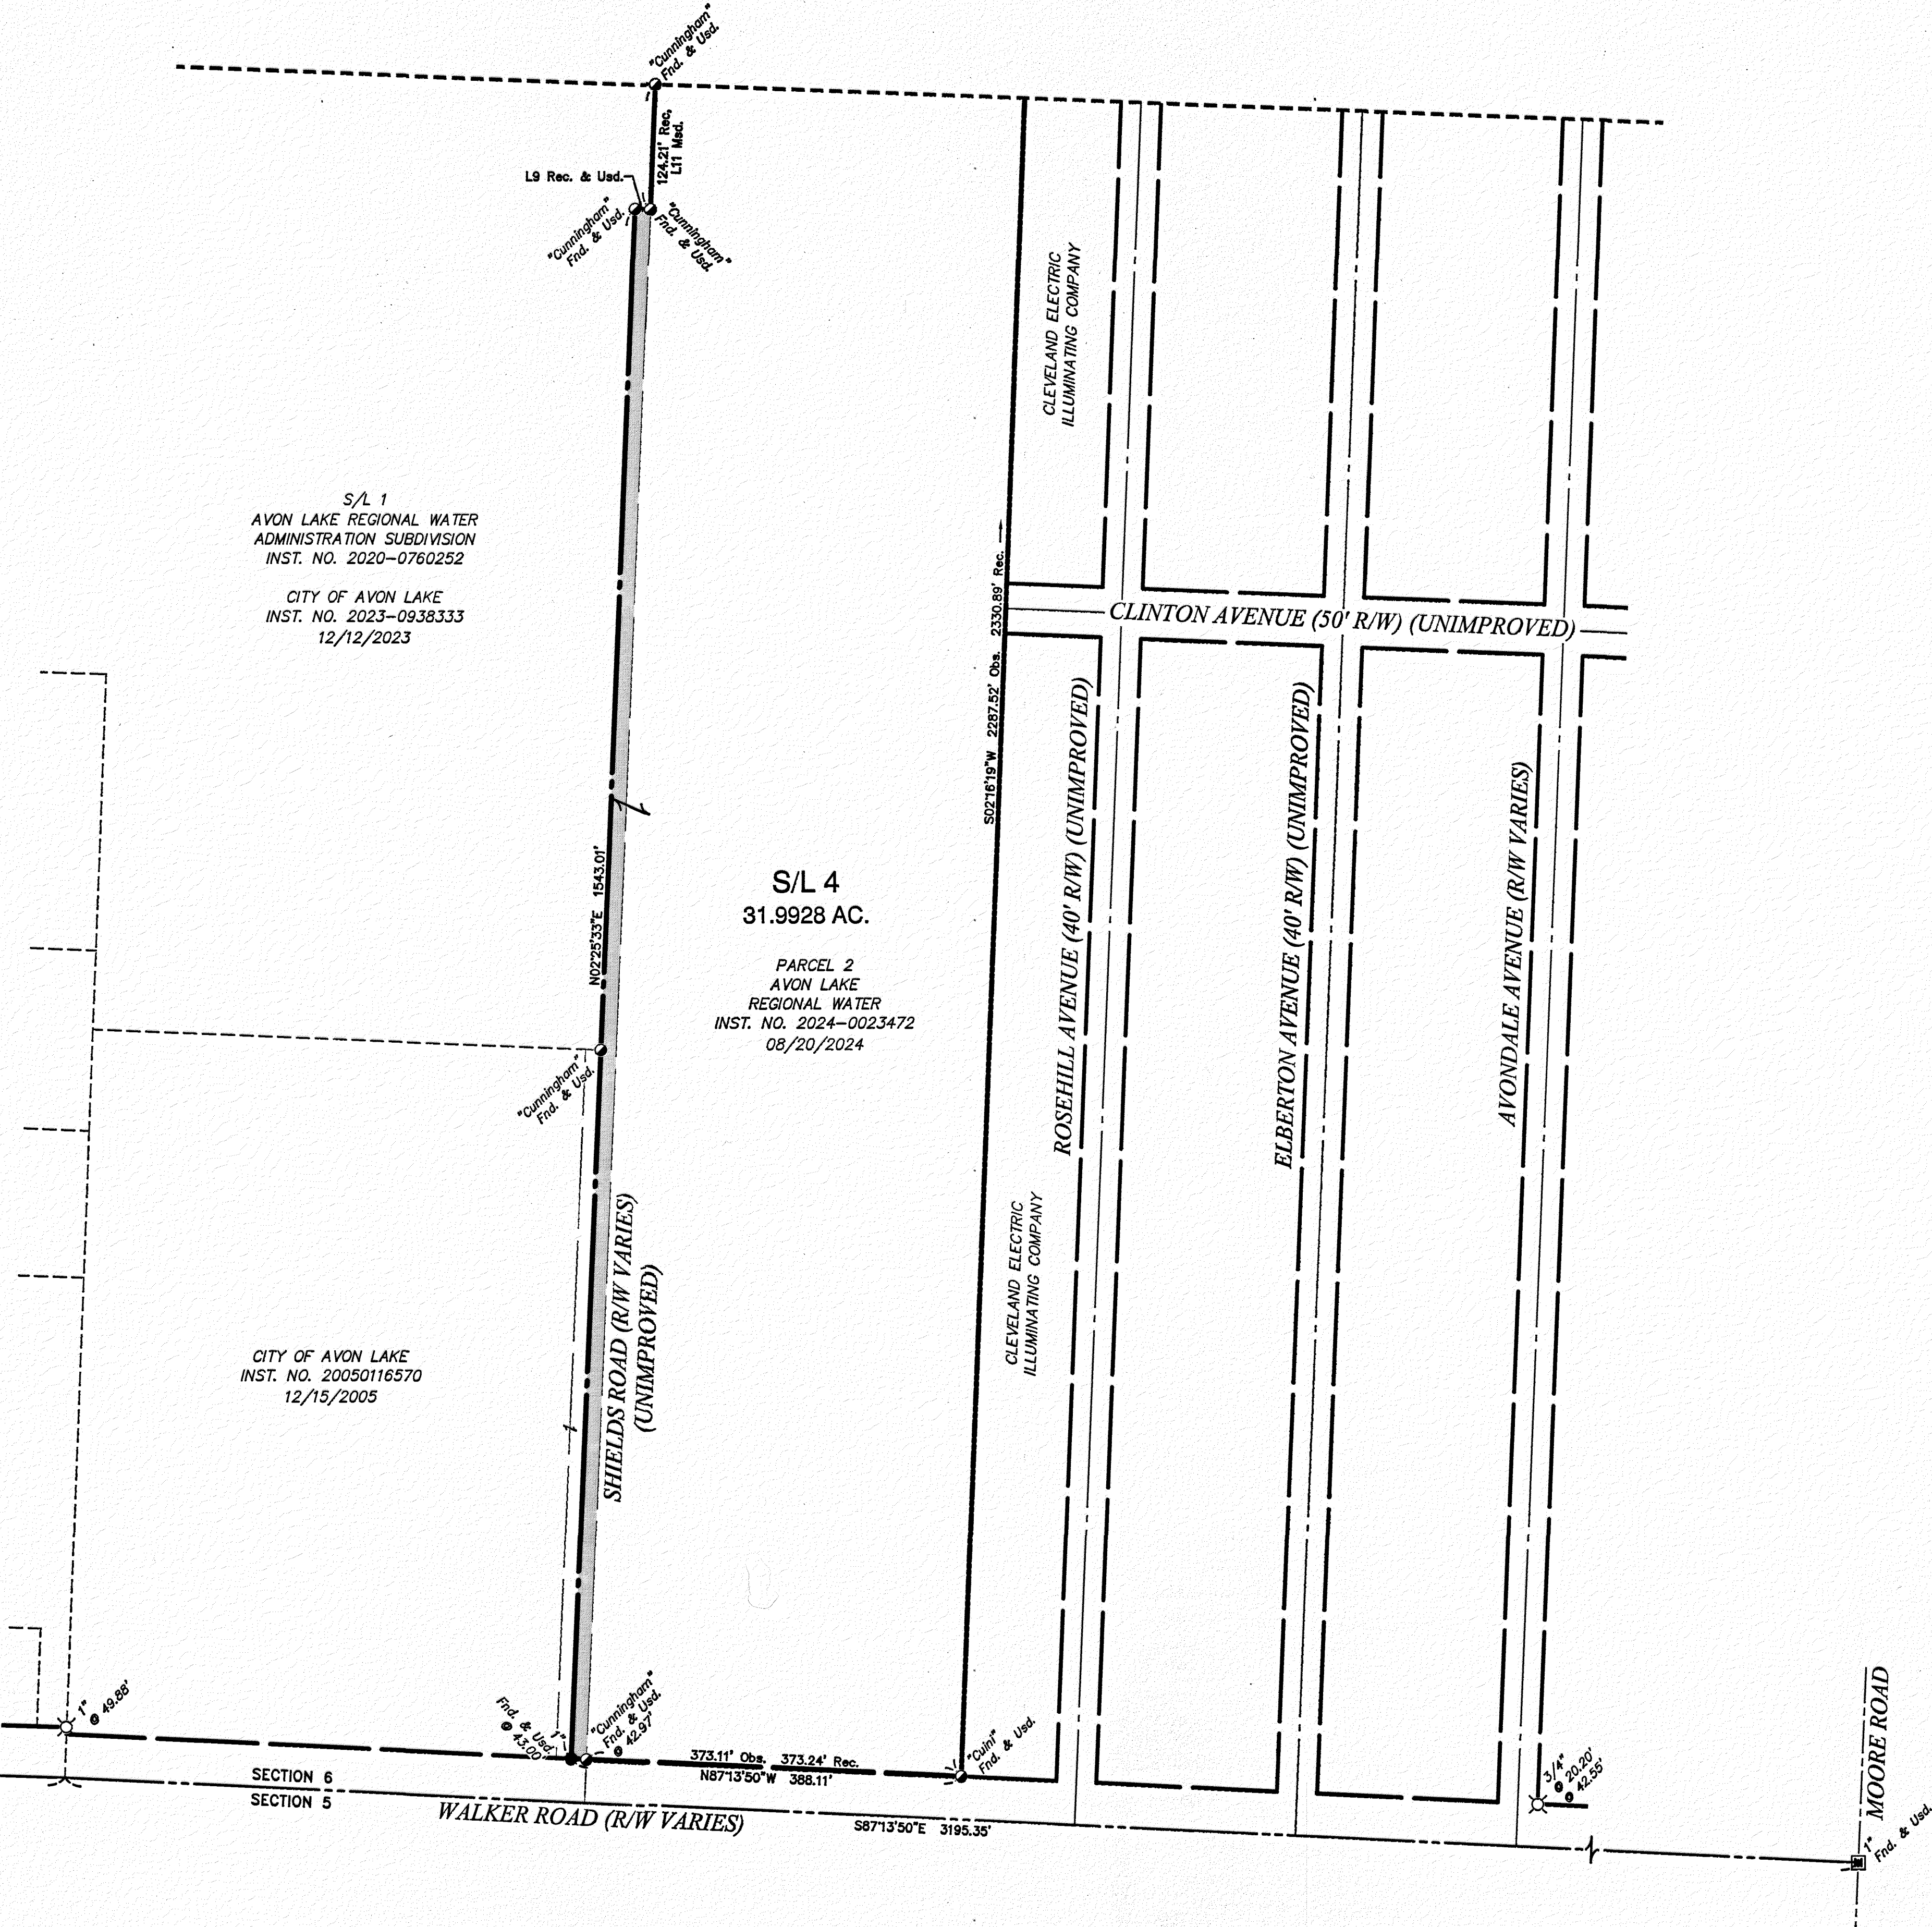 "Cunningham"
Fnd. & Usd.
124.21' Rec.
L11 Msd.
L9 Rec. & Usd.
"Cunningham"
Fnd. & Usd.
"Cunningham"
Fnd. & Usd.
CLEVELAND ELECTRIC
ILLUMINATING COMPANY
S/L 1
AVON LAKE REGIONAL WATER
ADMINISTRATION SUBDIVISION
INST. NO. 2020-0760252
CITY OF AVON LAKE
INST. NO. 2023-0938333
12/12/2023
S02°16'19"W 2287.52' Obs. 2330.89' Rec.
CLINTON AVENUE (50' R/W) (UNIMPROVED)
N02°25'33"E 1543.01'
S/L 4
31.9928 AC.
PARCEL 2
AVON LAKE
REGIONAL WATER
INST. NO. 2024-0023472
08/20/2024
ROSEHILL AVENUE (40' R/W) (UNIMPROVED)
ELBERTON AVENUE (40' R/W) (UNIMPROVED)
AVONDALE AVENUE (R/W VARIES)
"Cunningham"
Fnd. & Usd.
SHIELDS ROAD (R/W VARIES)
(UNIMPROVED)
CLEVELAND ELECTRIC
ILLUMINATING COMPANY
CITY OF AVON LAKE
INST. NO. 20050116570
12/15/2005
1"
@ 49.88'
1"
Fnd. & Usd.
@ 43.00'
"Cunningham"
Fnd. & Usd.
@ 42.97'
373.11' Obs. 373.24' Rec.
N87°13'50"W 388.11'
"Cuini"
Fnd. & Usd.
3/4"
@ 20.20'
@ 42.55'
MOORE ROAD
1"
Fnd. & Usd.
SECTION 6
SECTION 5
WALKER ROAD (R/W VARIES)
S87°13'50"E 3195.35'